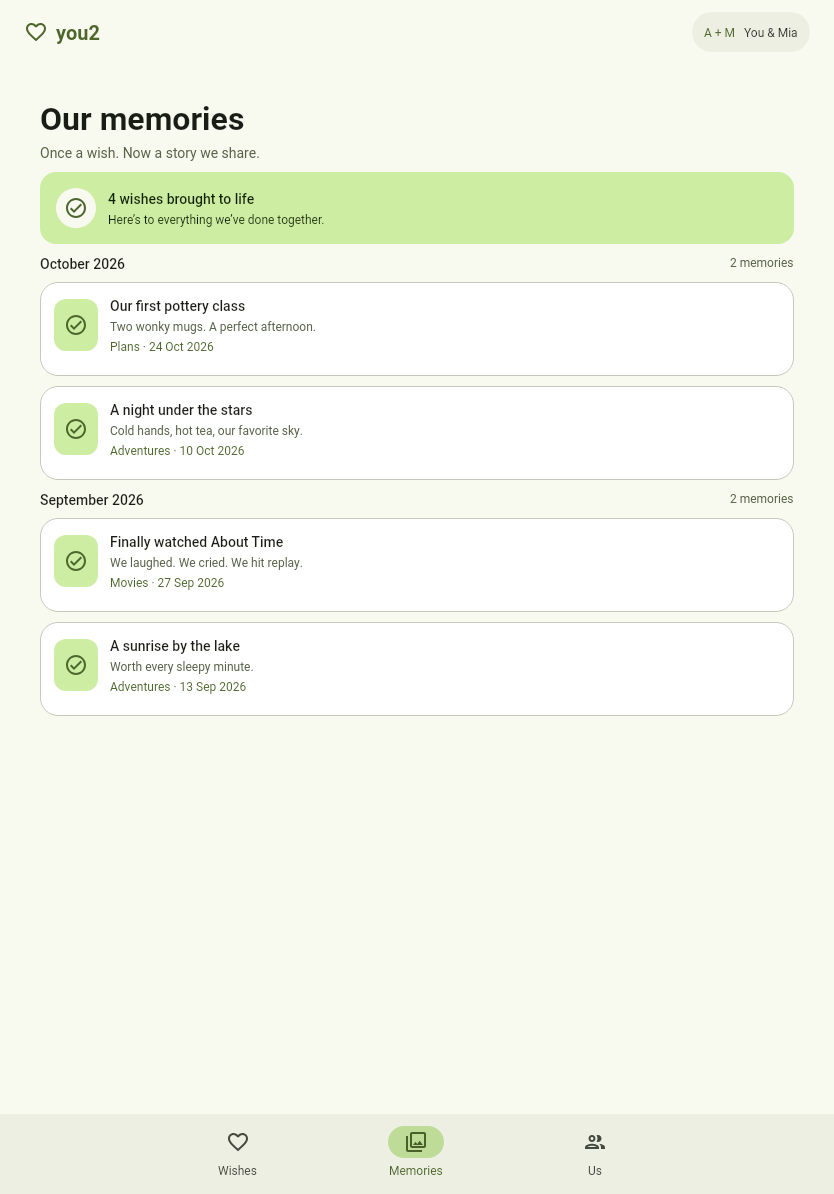 you2
A + M You & Mia
Our memories
Once a wish. Now a story we share.
4 wishes brought to life
Here’s to everything we’ve done together.
October 2026 2 memories
Our first pottery class
Two wonky mugs. A perfect afternoon.
Plans · 24 Oct 2026
A night under the stars
Cold hands, hot tea, our favorite sky.
Adventures · 10 Oct 2026
September 2026 2 memories
Finally watched About Time
We laughed. We cried. We hit replay.
Movies · 27 Sep 2026
A sunrise by the lake
Worth every sleepy minute.
Adventures · 13 Sep 2026
Wishes Memories Us